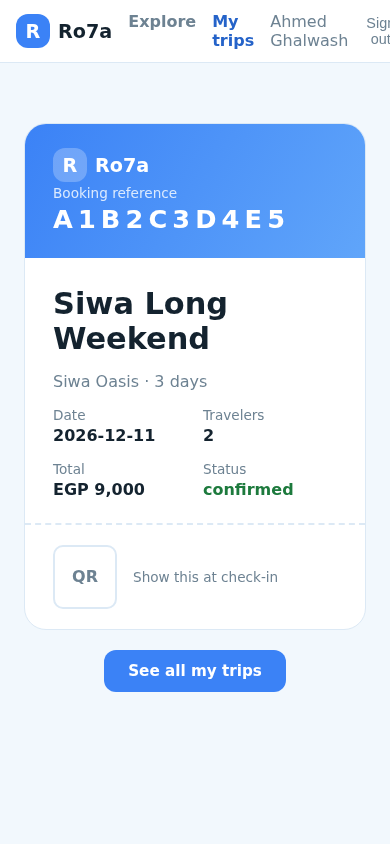 R Ro7a Explore My trips Ahmed Ghalwash
R Ro7a
Booking reference
A1B2C3D4E5
Siwa Long
Weekend
Siwa Oasis · 3 days
Date Travelers
2026-12-11 2
Total Status
EGP 9,000 confirmed
QR Show this at check-in
See all my trips